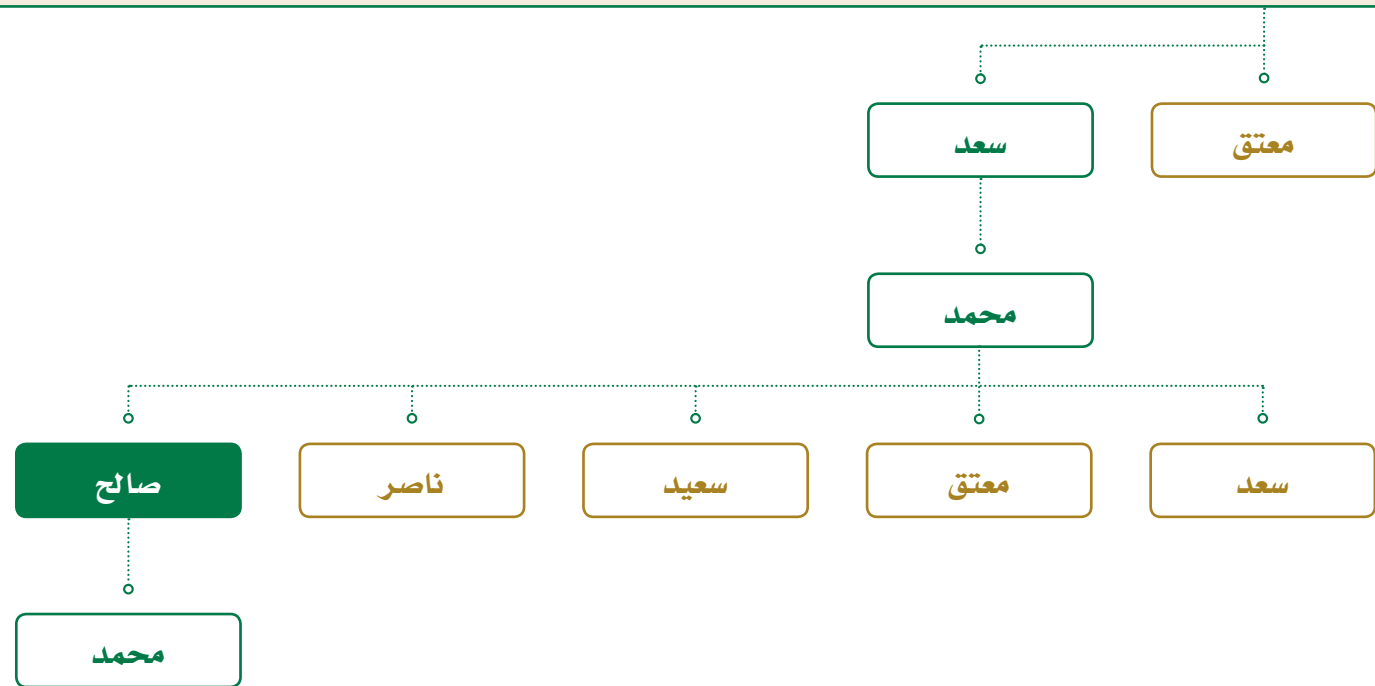 معتق
سعد
محمد
سعد
معتق
سعيد
ناصر
صالح
محمد